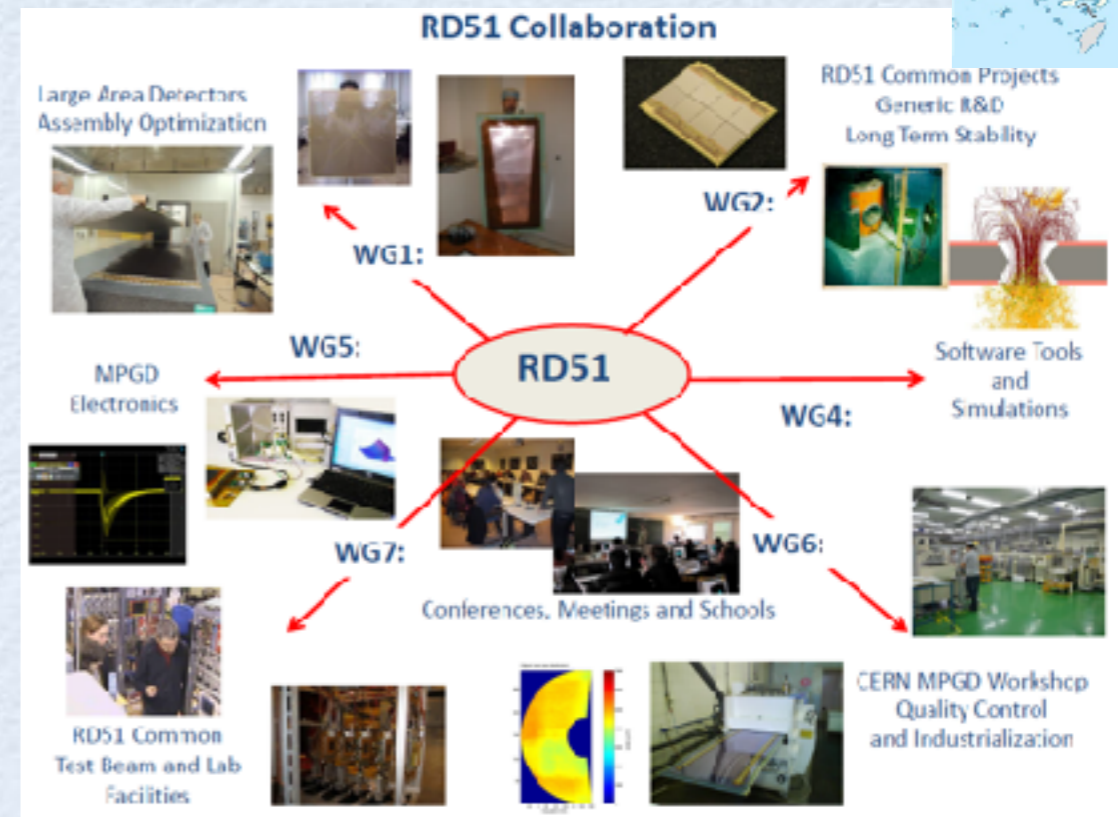 RD51 Collaboration
Large Area Detectors
Assembly Optimization
RD51 Common Projects
Generic R&D
Long Term Stability
WG2:
WG1:
WG5:
RD51
MPGD
Electronics
Software Tools
and
Simulations
WG4:
WG7:
WG6:
Conferences, Meetings and Schools
RD51 Common
Test Beam and Lab
Facilities
CERN MPGD Workshop
Quality Control
and Industrialization